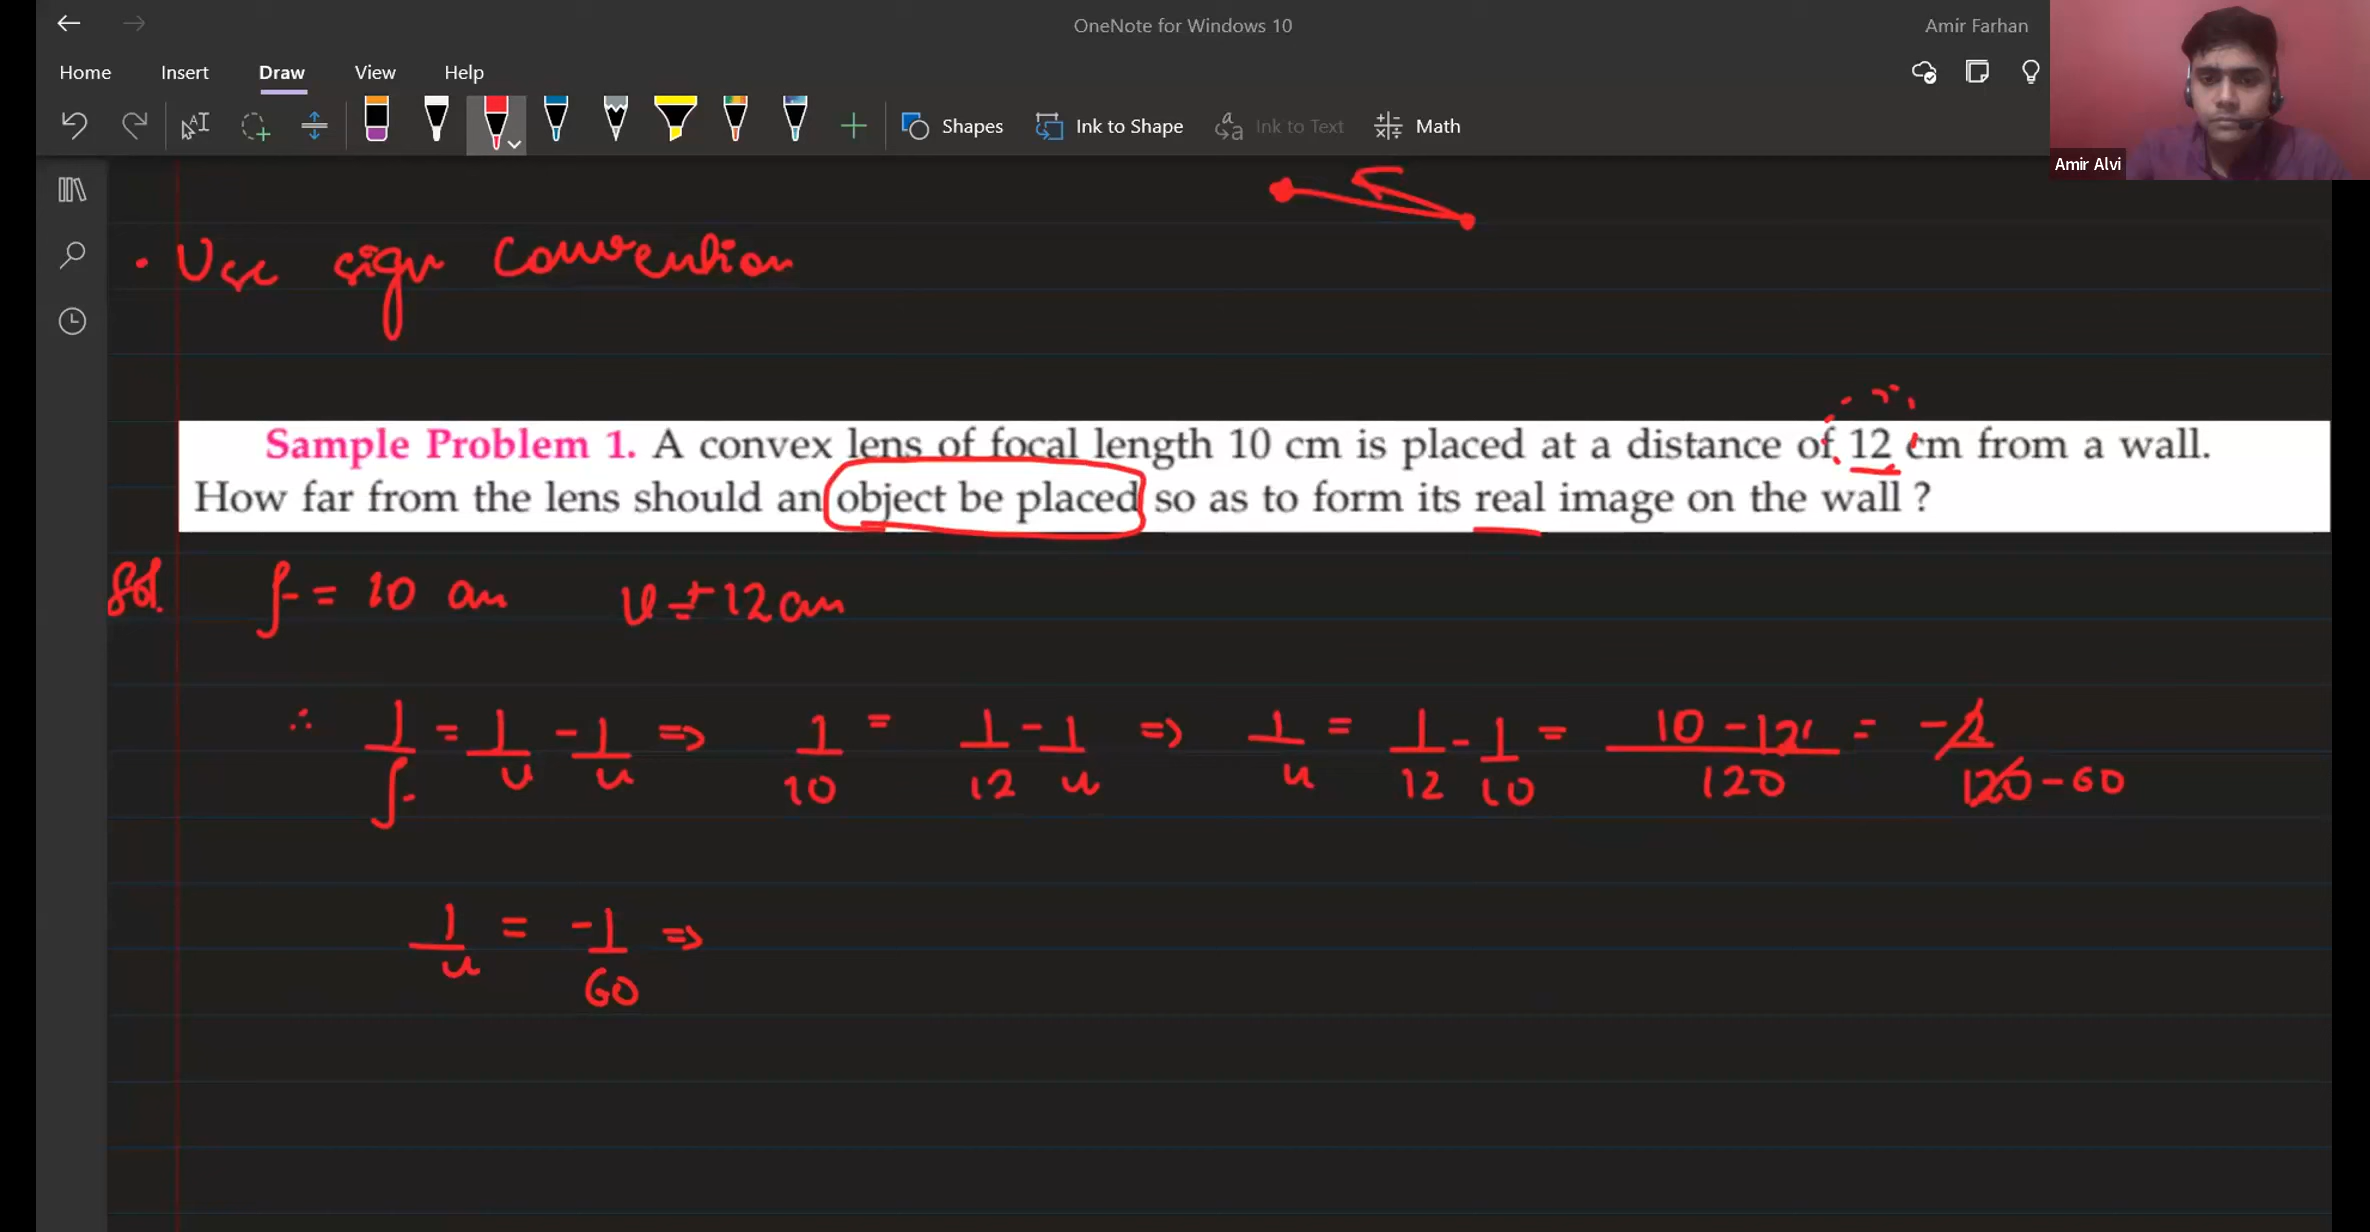 OneNote for Windows 10
Amir Farhan
Home Insert Draw View Help
Shapes Ink to Shape Ink to Text Math
Amir Alvi
• Use sign Convention
Sample Problem 1. A convex lens of focal length 10 cm is placed at a distance of 12 cm from a wall.
How far from the lens should an object be placed so as to form its real image on the wall ?
Sol. f = 10 cm v = +12 cm
∴ 1/f = 1/v - 1/u ⇒ 1/10 = 1/12 - 1/u ⇒ 1/u = 1/12 - 1/10 = 10 - 12/120 = -2/120 - 60
1/u = -1/60 ⇒